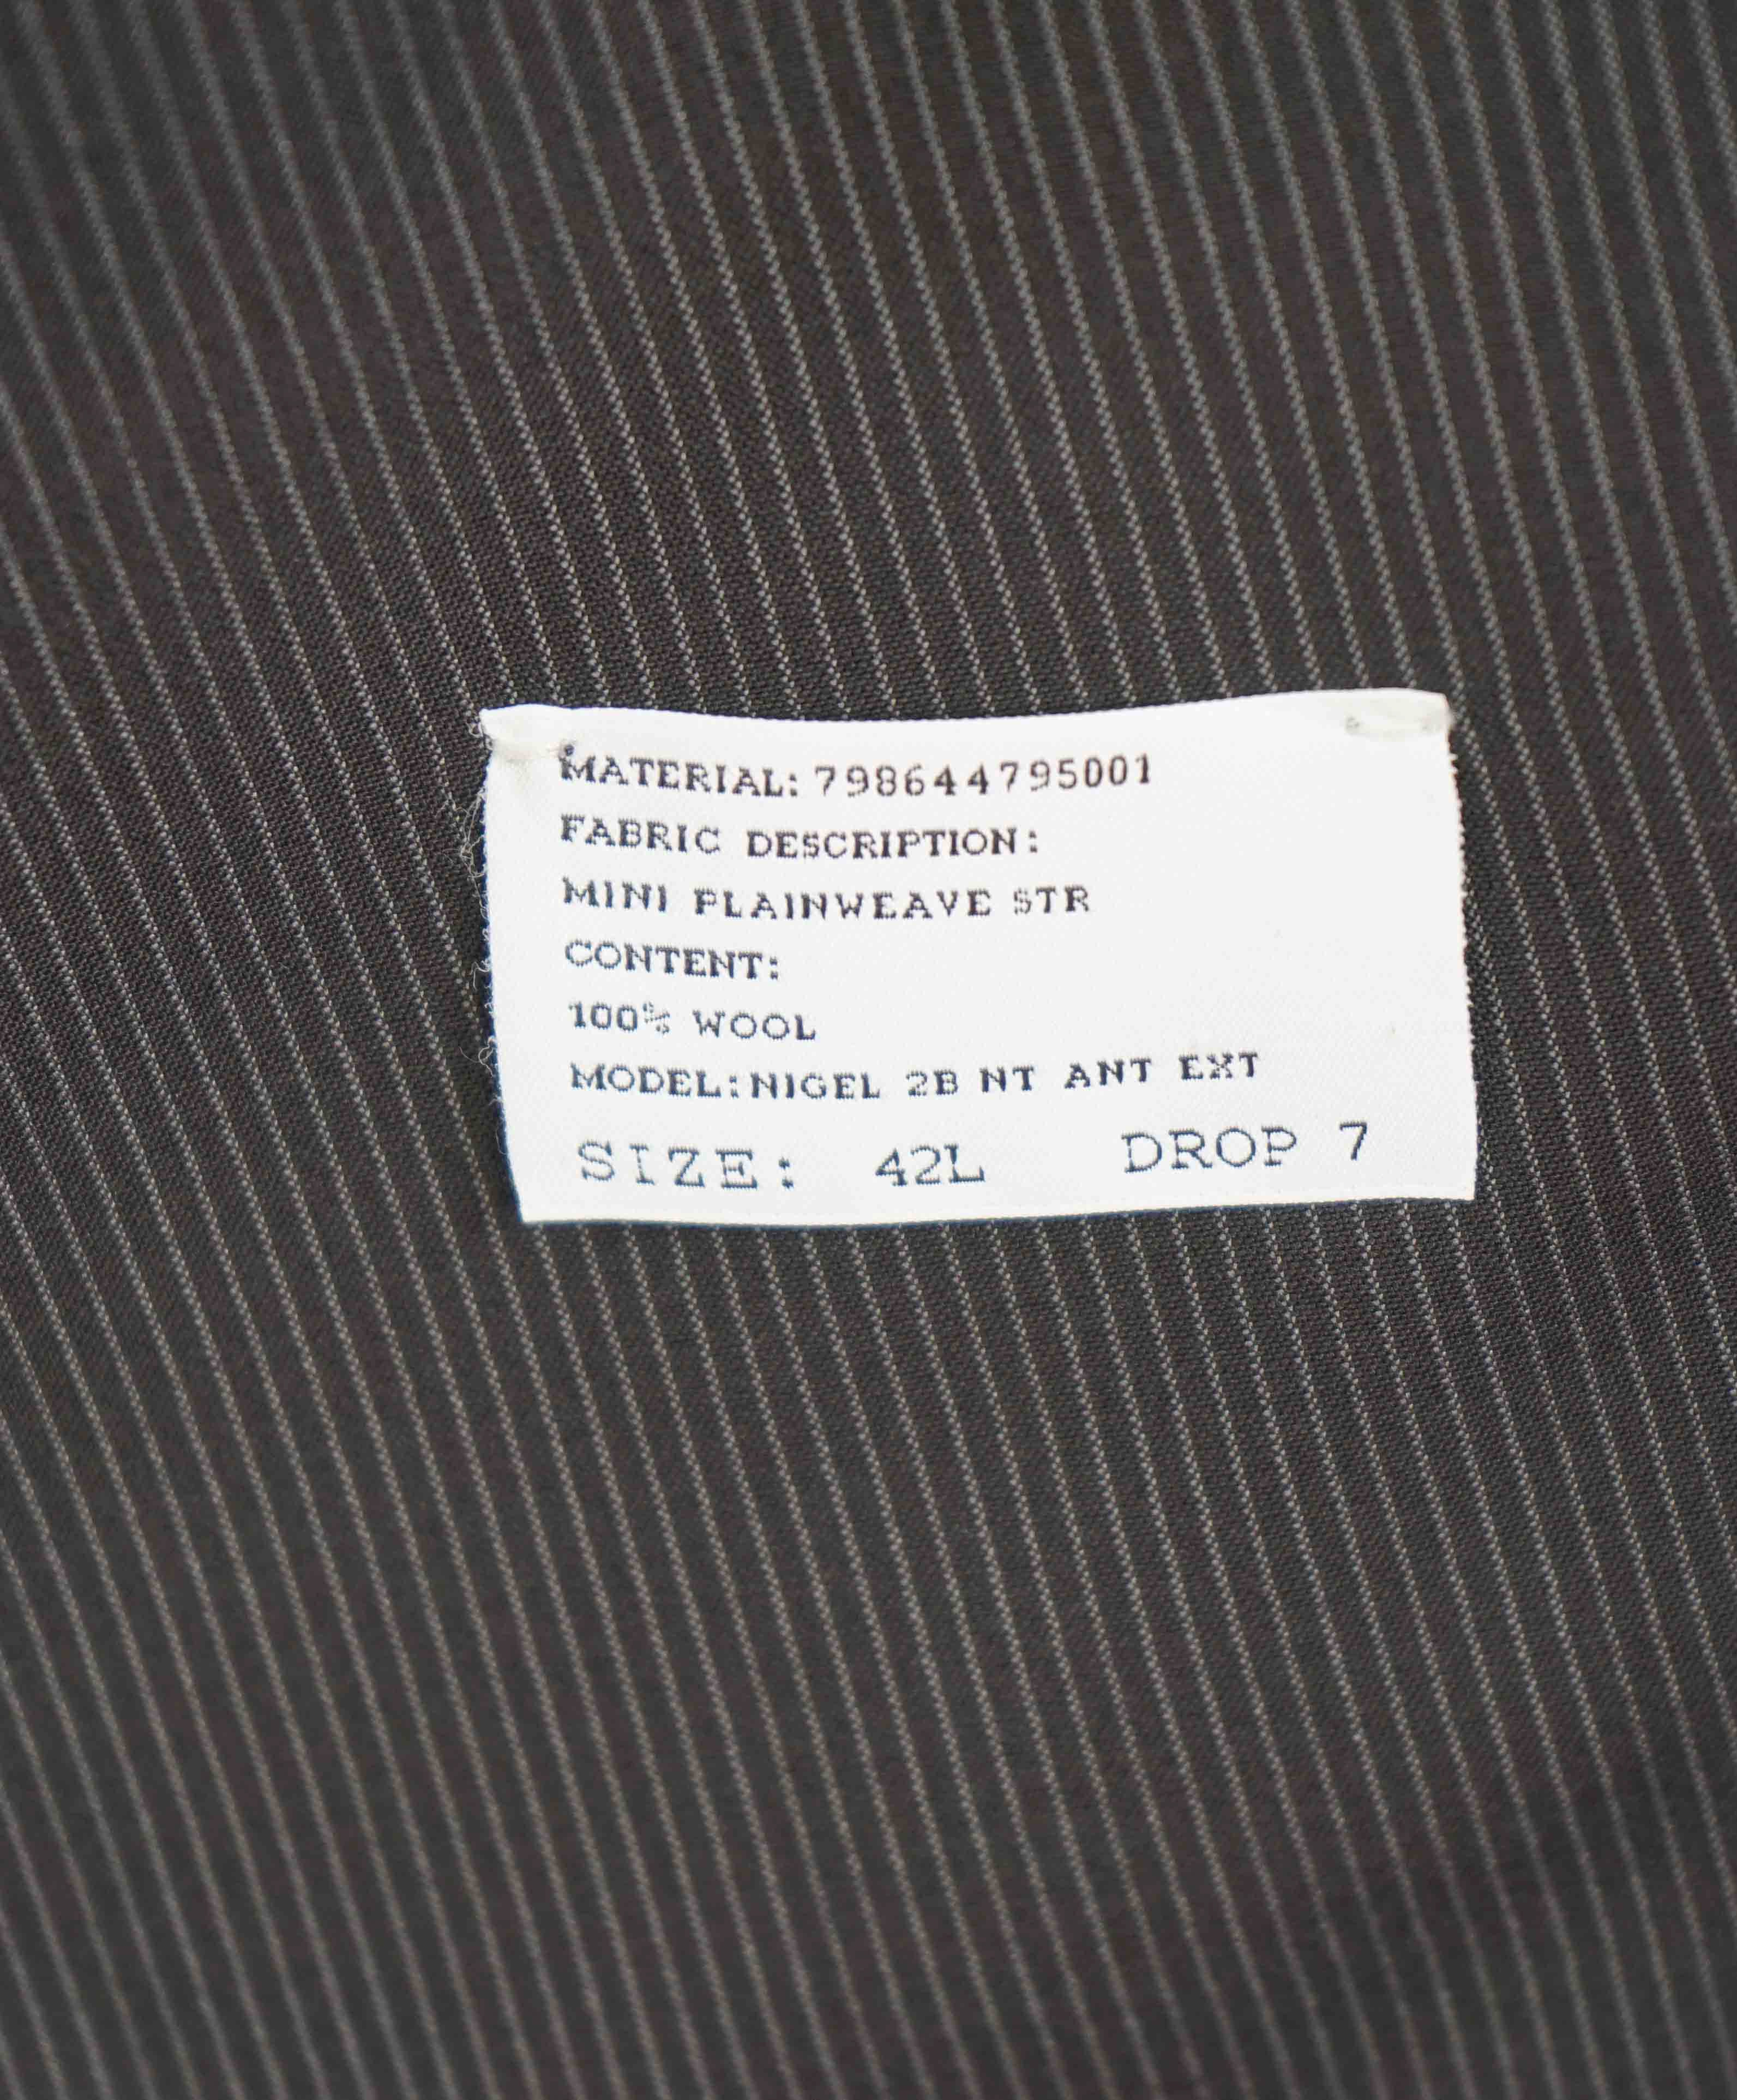 MATERIAL: 798644795001
FABRIC DESCRIPTION:
MINI PLAINWEAVE STR
CONTENT:
100% WOOL
MODEL:NIGEL 2B NT ANT EXT
SIZE: 42L DROP 7